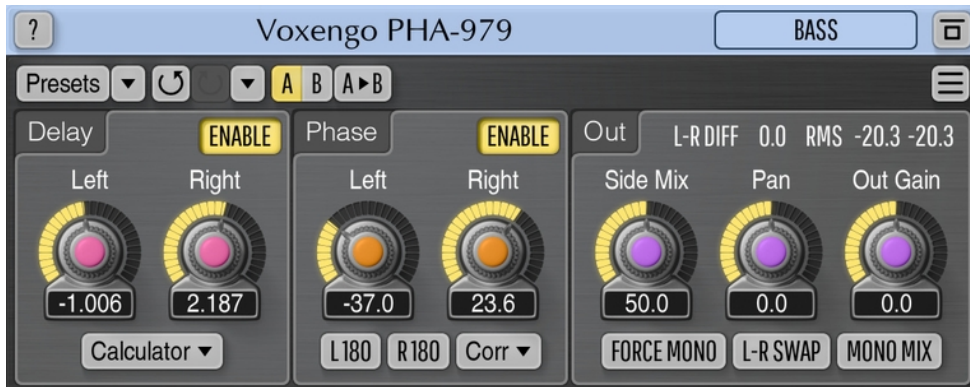 ? Voxengo PHA-979 BASS
Presets A B A▶B
Delay ENABLE Phase ENABLE Out L-R DIFF 0.0 RMS -20.3 -20.3
Left Right Left Right Side Mix Pan Out Gain
-1.006 2.187 -37.0 23.6 50.0 0.0 0.0
Calculator L180 R180 Corr FORCE MONO L-R SWAP MONO MIX